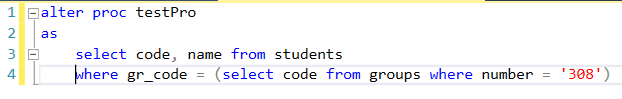 1 alter proc testPro
2 as
3 select code, name from students
4 where gr_code = (select code from groups where number = '308')